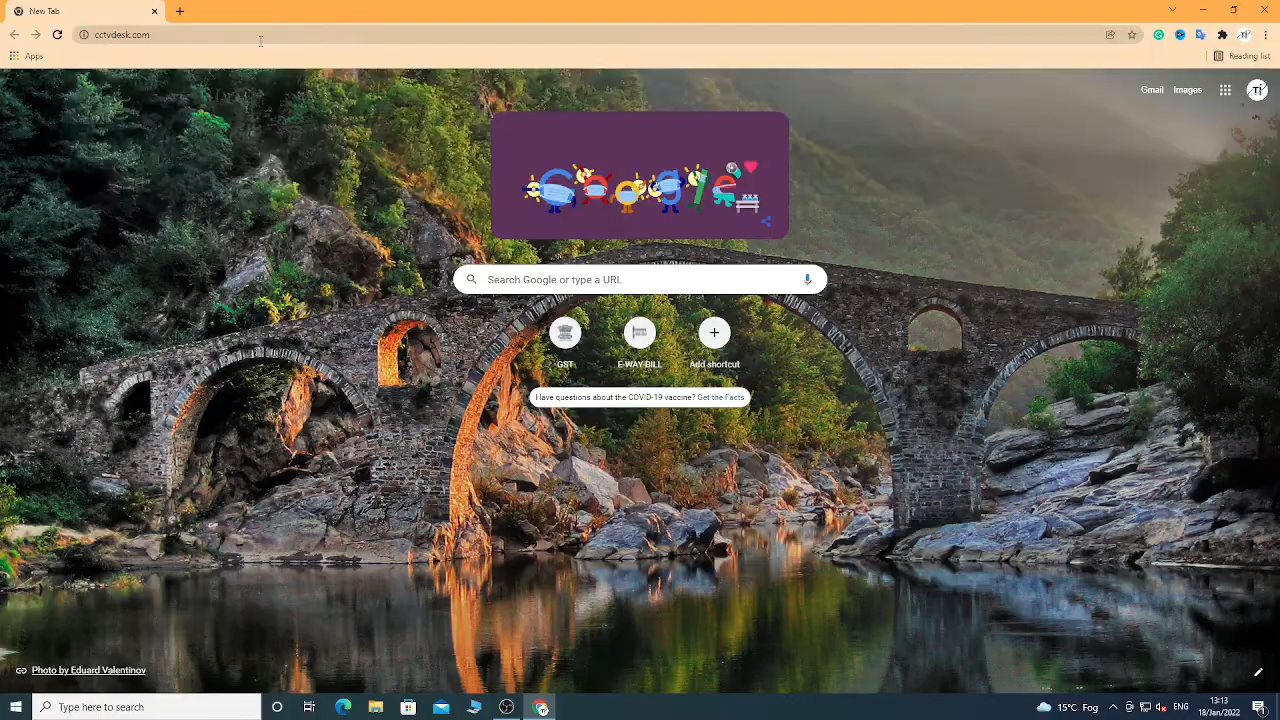 New Tab
cctvdesk.com
Apps
Reading list
Gmail Images
Google
Search Google or type a URL
GST
E-WAY BILL
Add shortcut
Have questions about the COVID-19 vaccine? Get the Facts
Photo by Eduard Valentinov
Type here to search
15°C Fog
ENG
13:13
18/Jan/2022